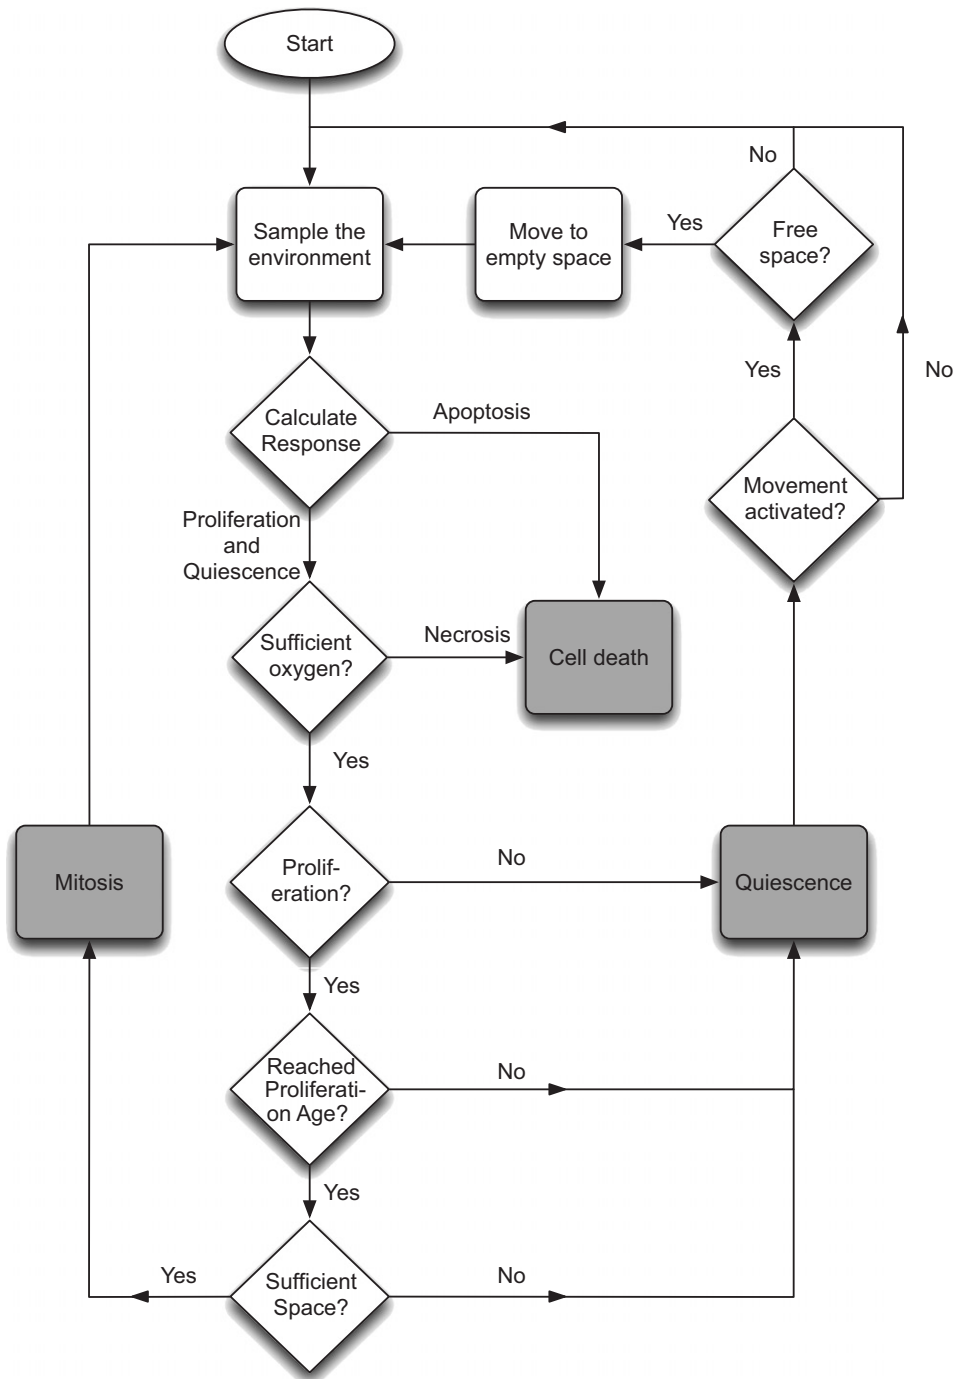 Start
No
Sample the
environment
Move to
empty space
Yes
Free
space?
Yes
No
Calculate
Response
Apoptosis
Movement
activated?
Proliferation
and
Quiescence
Sufficient
oxygen?
Necrosis
Cell death
Yes
Mitosis
Prolif-
eration?
No
Quiescence
Yes
Reached
Proliferati-
on Age?
No
Yes
Yes
Sufficient
Space?
No